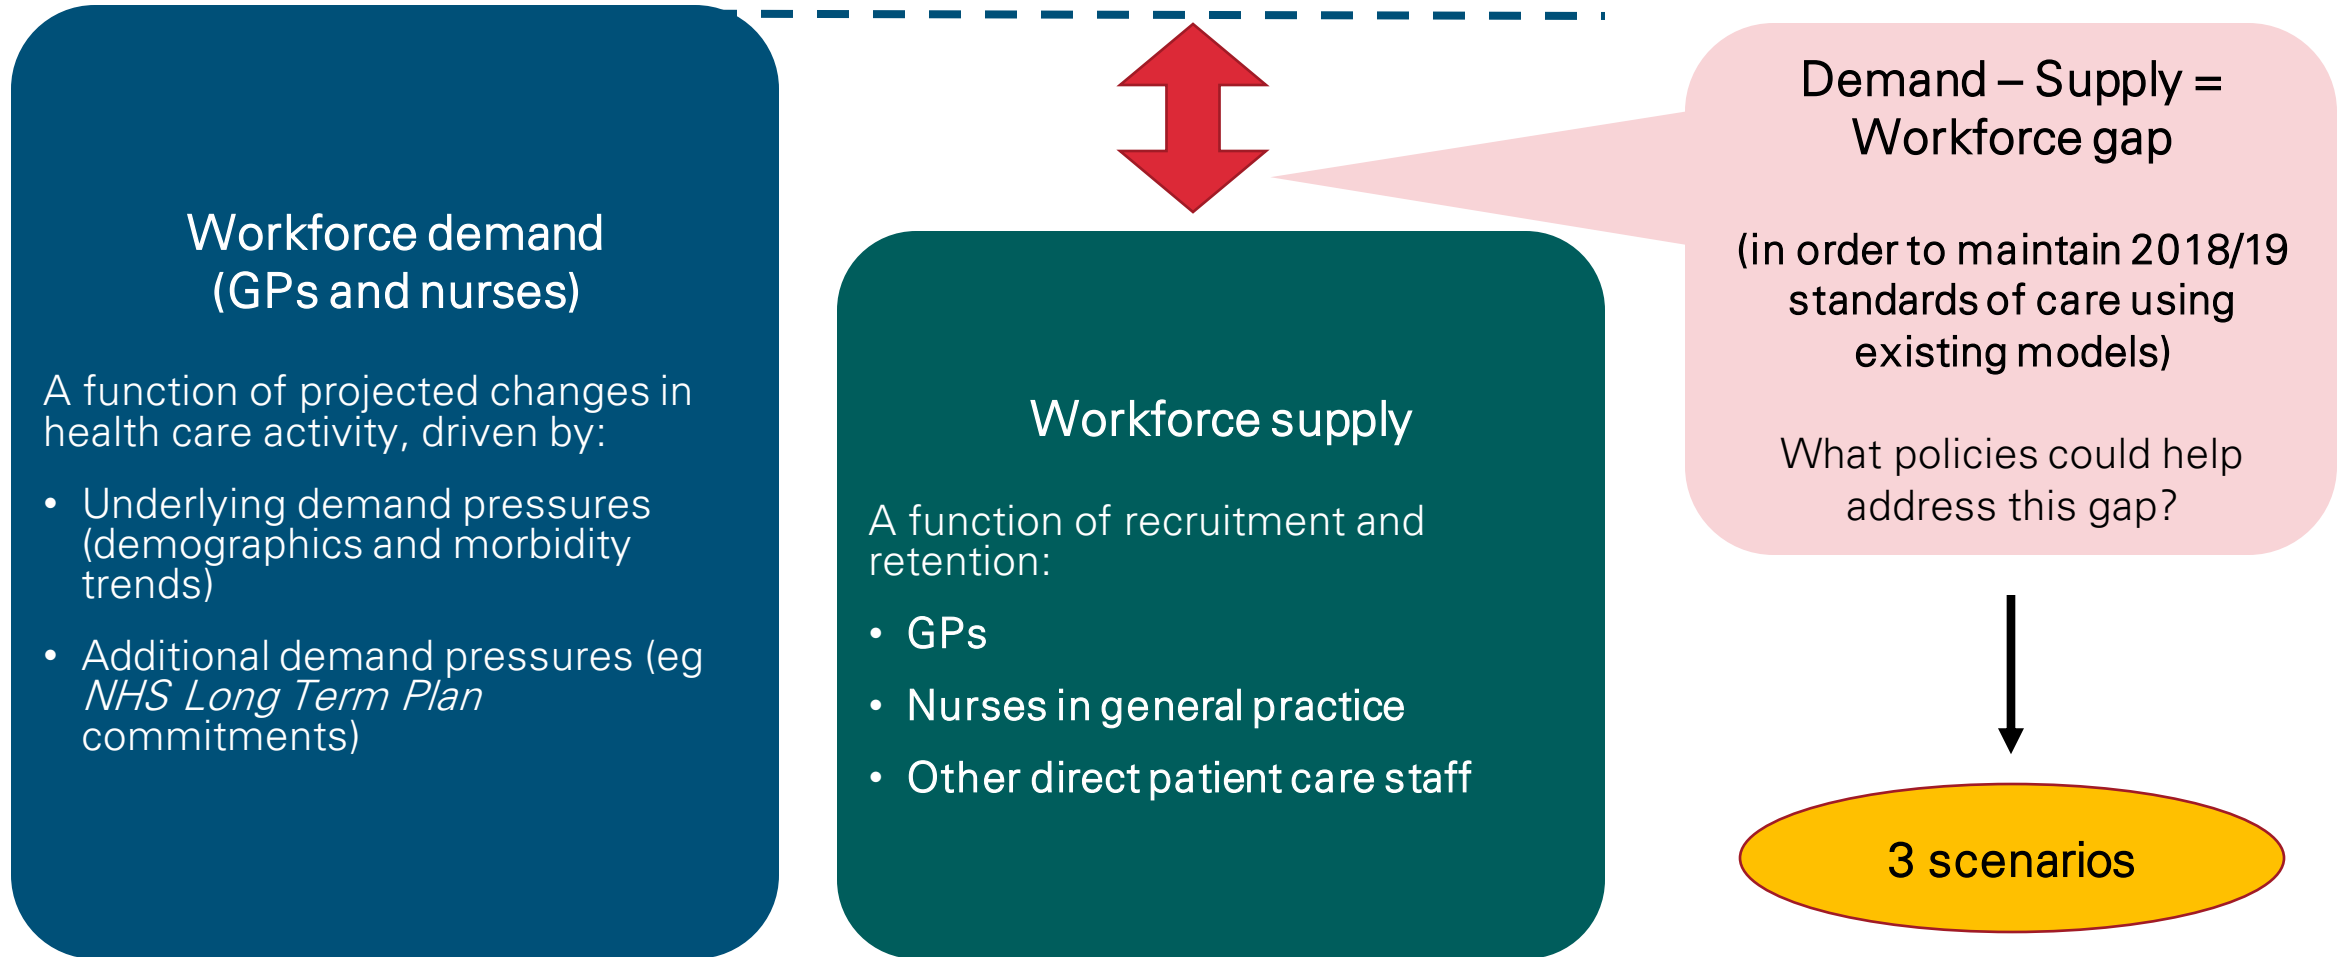 Workforce demand
(GPs and nurses)
A function of projected changes in
health care activity, driven by:
• Underlying demand pressures
(demographics and morbidity
trends)
• Additional demand pressures (eg
NHS Long Term Plan
commitments)
Workforce supply
A function of recruitment and
retention:
• GPs
• Nurses in general practice
• Other direct patient care staff
Demand – Supply =
Workforce gap
(in order to maintain 2018/19
standards of care using
existing models)
What policies could help
address this gap?
3 scenarios